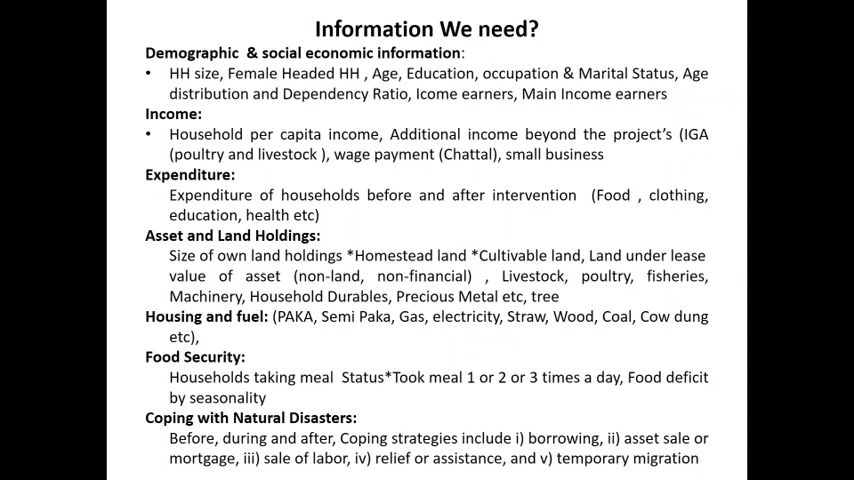 Information We need?
Demographic & social economic information:
• HH size, Female Headed HH , Age, Education, occupation & Marital Status, Age
distribution and Dependency Ratio, Icome earners, Main Income earners
Income:
• Household per capita income, Additional income beyond the project's (IGA
(poultry and livestock ), wage payment (Chattal), small business
Expenditure:
Expenditure of households before and after intervention (Food , clothing,
education, health etc)
Asset and Land Holdings:
Size of own land holdings *Homestead land *Cultivable land, Land under lease
value of asset (non-land, non-financial) , Livestock, poultry, fisheries,
Machinery, Household Durables, Precious Metal etc, tree
Housing and fuel: (PAKA, Semi Paka, Gas, electricity, Straw, Wood, Coal, Cow dung
etc),
Food Security:
Households taking meal Status*Took meal 1 or 2 or 3 times a day, Food deficit
by seasonality
Coping with Natural Disasters:
Before, during and after, Coping strategies include i) borrowing, ii) asset sale or
mortgage, iii) sale of labor, iv) relief or assistance, and v) temporary migration